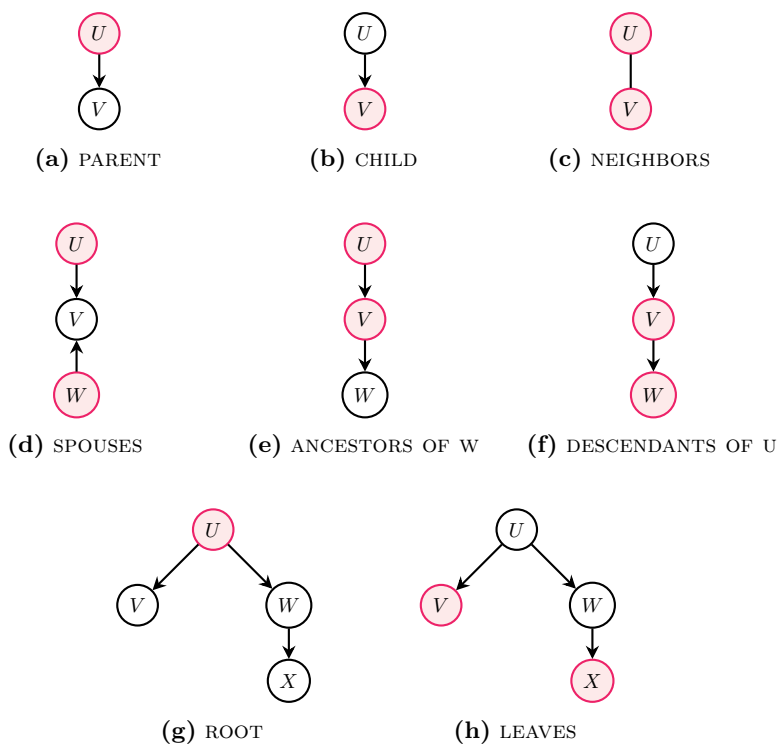 U U U
V V V
(a) PARENT (b) CHILD (c) NEIGHBORS
U U U
V V V
W W W
(d) SPOUSES (e) ANCESTORS OF W (f) DESCENDANTS OF U
U U
V W V W
X X
(g) ROOT (h) LEAVES